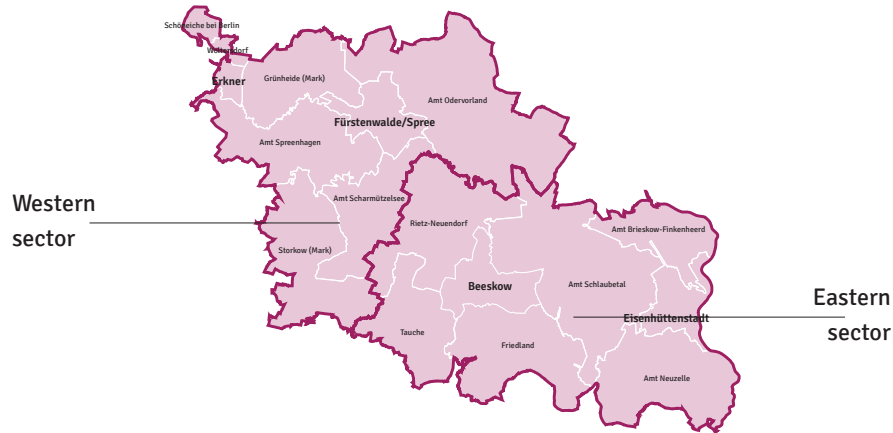 Schöneiche bei Berlin
Woltersdorf
Erkner
Grünheide (Mark)
Amt Odervorland
Fürstenwalde/Spree
Amt Spreenhagen
Western
sector
Amt Scharmützelsee
Storkow (Mark)
Rietz-Neuendorf
Amt Brieskow-Finkenheerd
Beeskow
Amt Schlaubetal
Eastern
sector
Eisenhüttenstadt
Tauche
Friedland
Amt Neuzelle